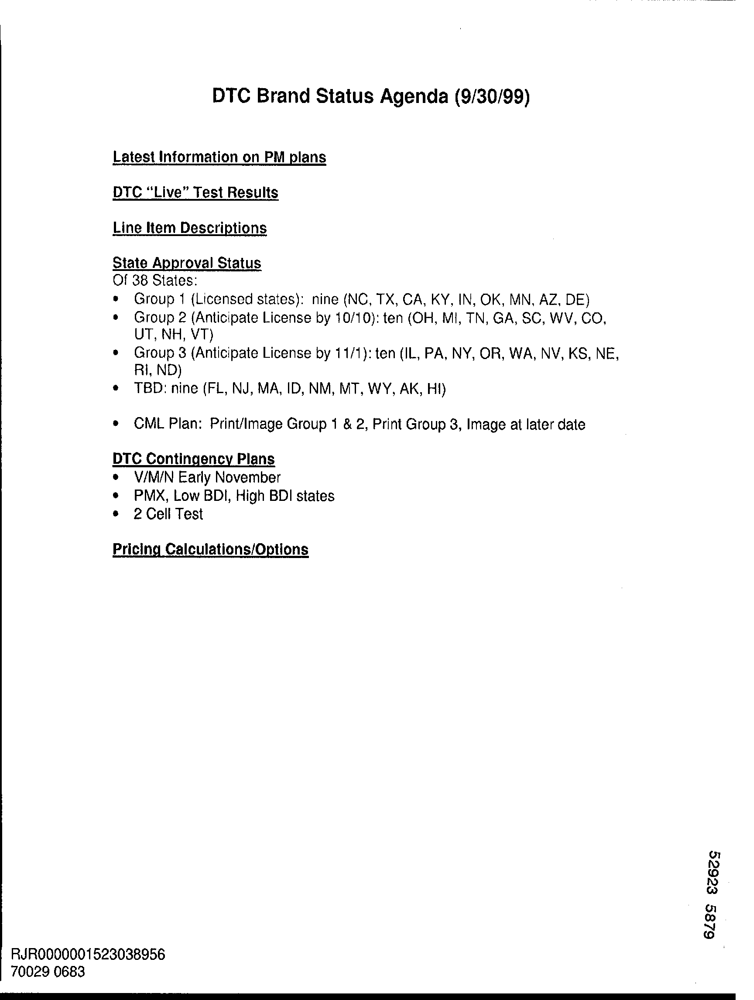 DTC Brand Status Agenda (9/30/99)
Latest Information on PM plans
DTC “Live” Test Results
Line Item Descriptions
State Approval Status
Of 38 States:
• Group 1 (Licensed states): nine (NC, TX, CA, KY, IN, OK, MN, AZ, DE)
• Group 2 (Anticipate License by 10/10): ten (OH, MI, TN, GA, SC, WV, CO,
UT, NH, VT)
• Group 3 (Anticipate License by 11/1): ten (IL, PA, NY, OR, WA, NV, KS, NE,
RI, ND)
• TBD: nine (FL, NJ, MA, ID, NM, MT, WY, AK, HI)
• CML Plan: Print/Image Group 1 & 2, Print Group 3, Image at later date
DTC Contingency Plans
• V/M/N Early November
• PMX, Low BDI, High BDI states
• 2 Cell Test
Pricing Calculations/Options
52923 5879
RJR0000001523038956
70029 0683